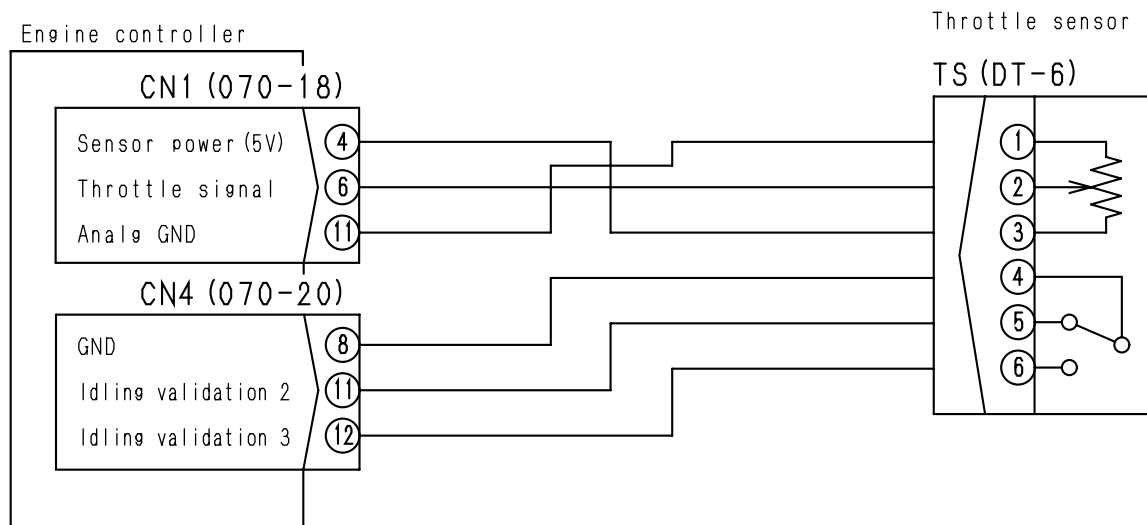 Engine controller
CN1 (070-18)
Sensor power (5V) 4
Throttle signal 6
Analg GND 11
CN4 (070-20)
GND 8
Idling validation 2 11
Idling validation 3 12
Throttle sensor
TS (DT-6)
1
2
3
4
5
6